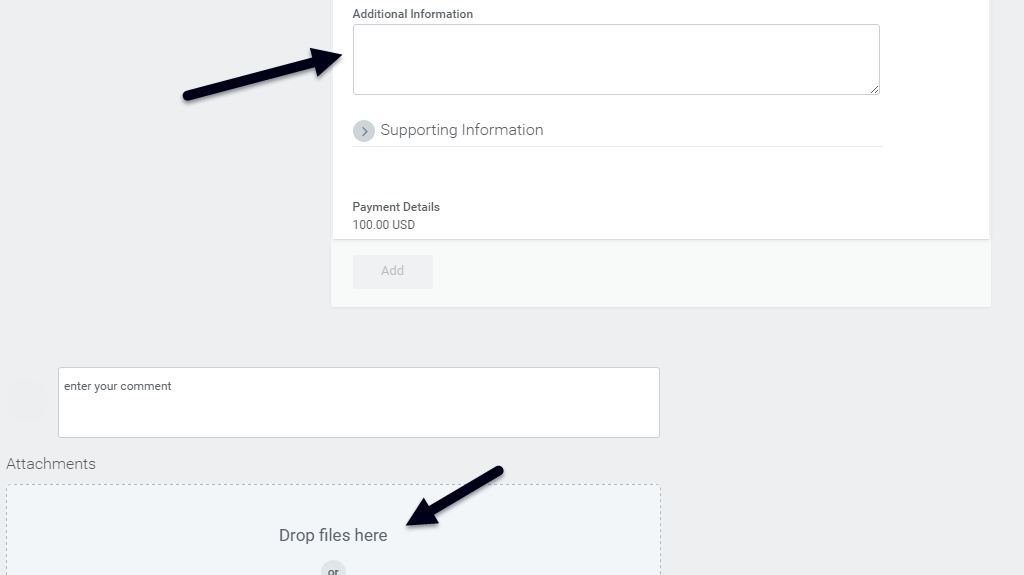 Additional Information
Supporting Information
Payment Details
100.00 USD
Add
enter your comment
Attachments
Drop files here
or